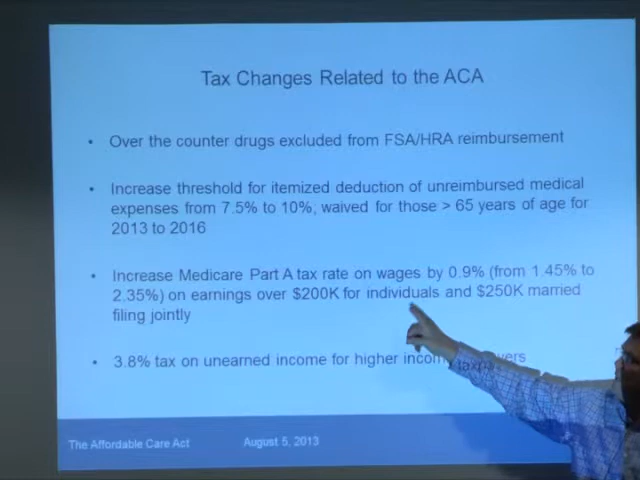 Tax Changes Related to the ACA
• Over the counter drugs excluded from FSA/HRA reimbursement
• Increase threshold for itemized deduction of unreimbursed medical
expenses from 7.5% to 10%; waived for those > 65 years of age for
2013 to 2016
• Increase Medicare Part A tax rate on wages by 0.9% (from 1.45% to
2.35%) on earnings over $200K for individuals and $250K married
filing jointly
• 3.8% tax on unearned income for higher
The Affordable Care Act August 5, 2013